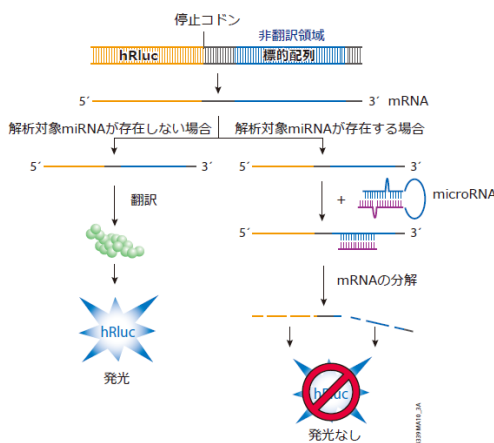 停止コドン
非翻訳領域
hRluc
標的配列
5´ 3´ mRNA
解析対象miRNAが存在しない場合
解析対象miRNAが存在する場合
5´ 3´
5´ 3´
翻訳
+ microRNA
5´ 3´
mRNAの分解
hRluc
発光
hRluc
発光なし